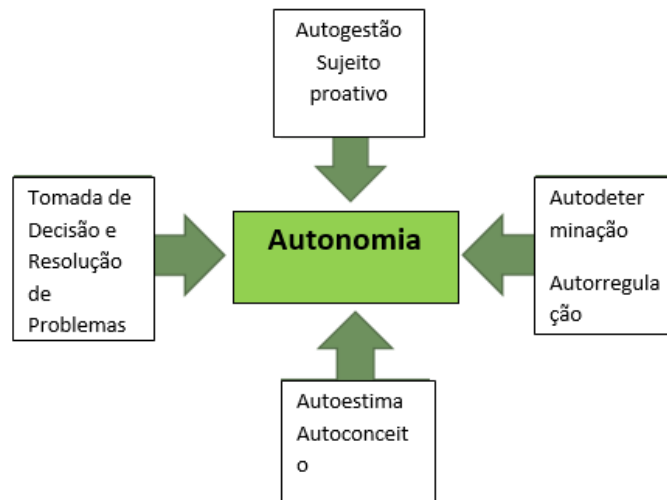 Autogestão
Sujeito
proativo
Tomada de
Decisão e
Resolução
de
Problemas
Autonomia
Autodeter
minação
Autorregula
ção
Autoestima
Autoconceit
o